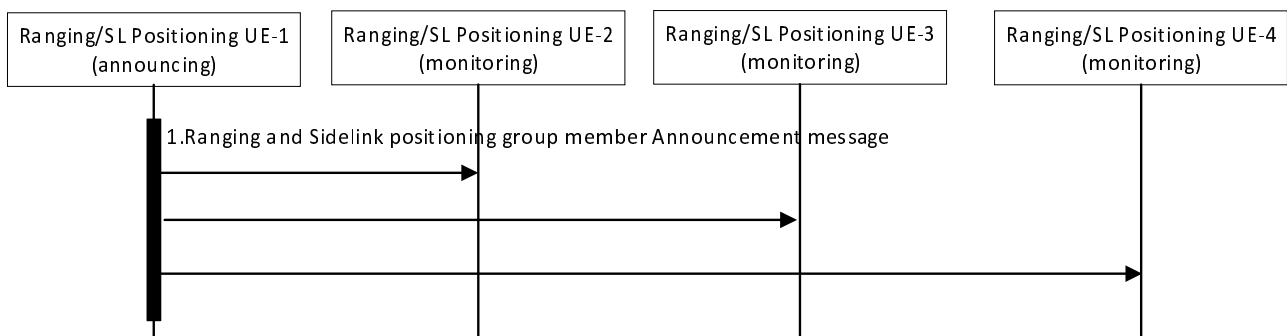 Ranging/SL Positioning UE-1
(announcing)
Ranging/SL Positioning UE-2
(monitoring)
Ranging/SL Positioning UE-3
(monitoring)
Ranging/SL Positioning UE-4
(monitoring)
1.Ranging and Sidelink positioning group member Announcement message